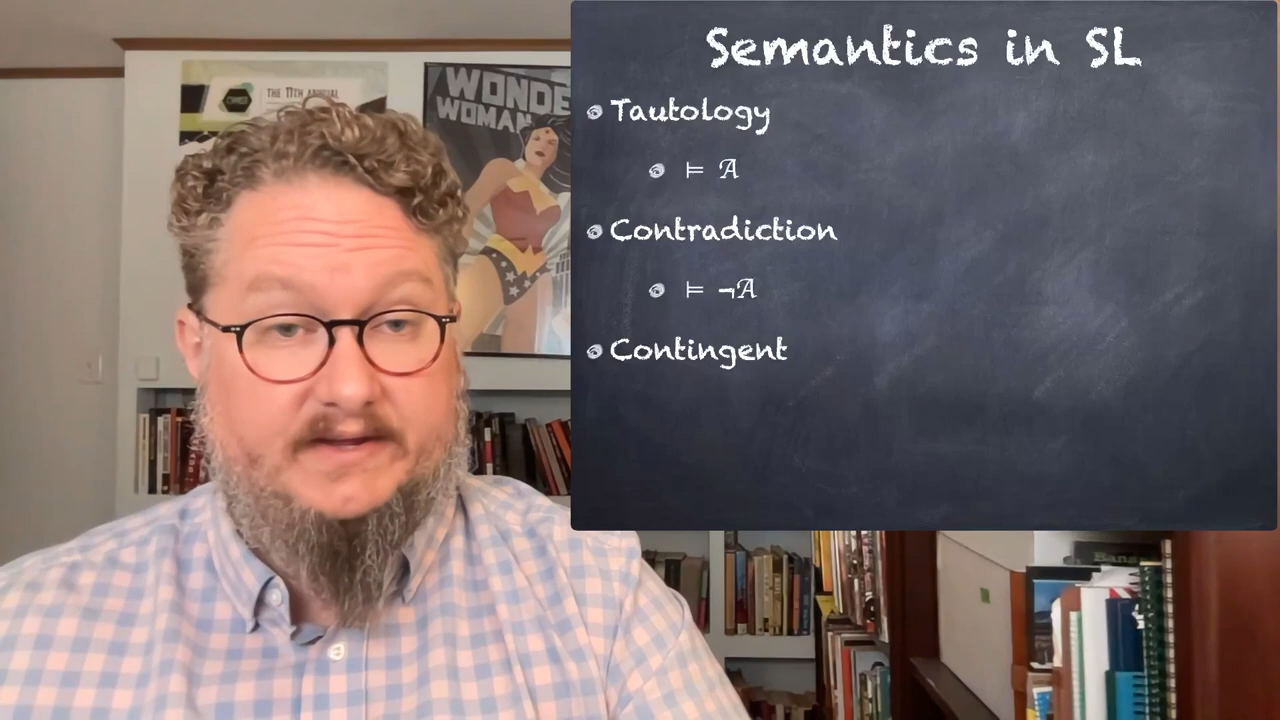 THE 11TH ANNUAL
WONDE
WOMAN
Semantics in SL
Tautology
⊨ 𝒜
Contradiction
⊨ ¬𝒜
Contingent